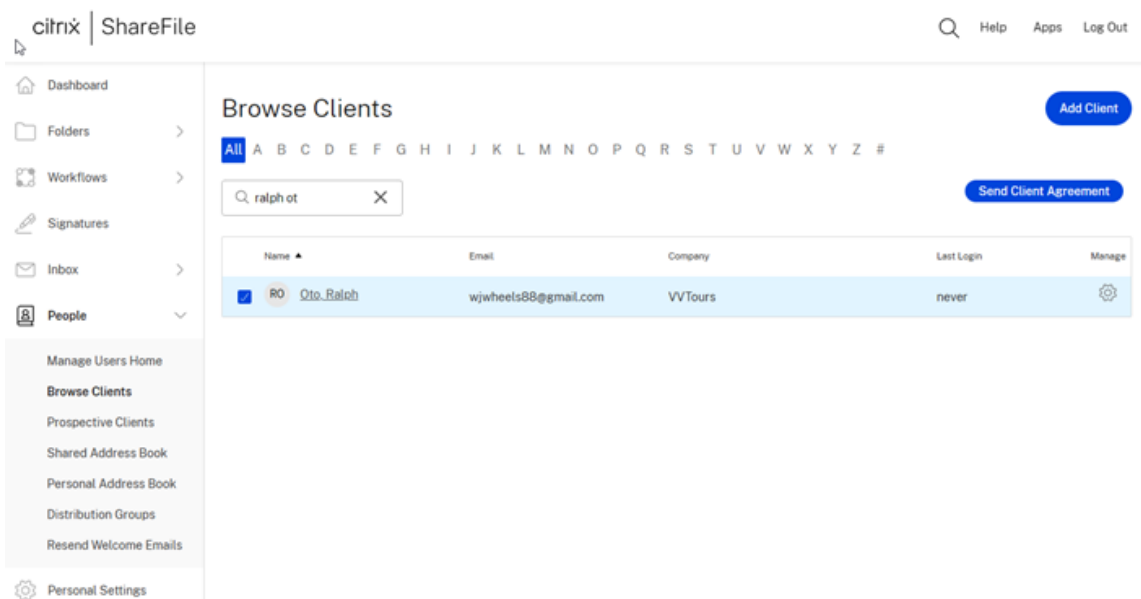 citrix | ShareFile
Help Apps Log Out
Dashboard
Folders
Workflows
Signatures
Inbox
People
Manage Users Home
Browse Clients
Prospective Clients
Shared Address Book
Personal Address Book
Distribution Groups
Resend Welcome Emails
Personal Settings
Browse Clients
Add Client
All A B C D E F G H I J K L M N O P Q R S T U V W X Y Z #
ralph ot
Send Client Agreement
Name Email Company Last Login Manage
RO Oto, Ralph wjwheels88@gmail.com VVTours never